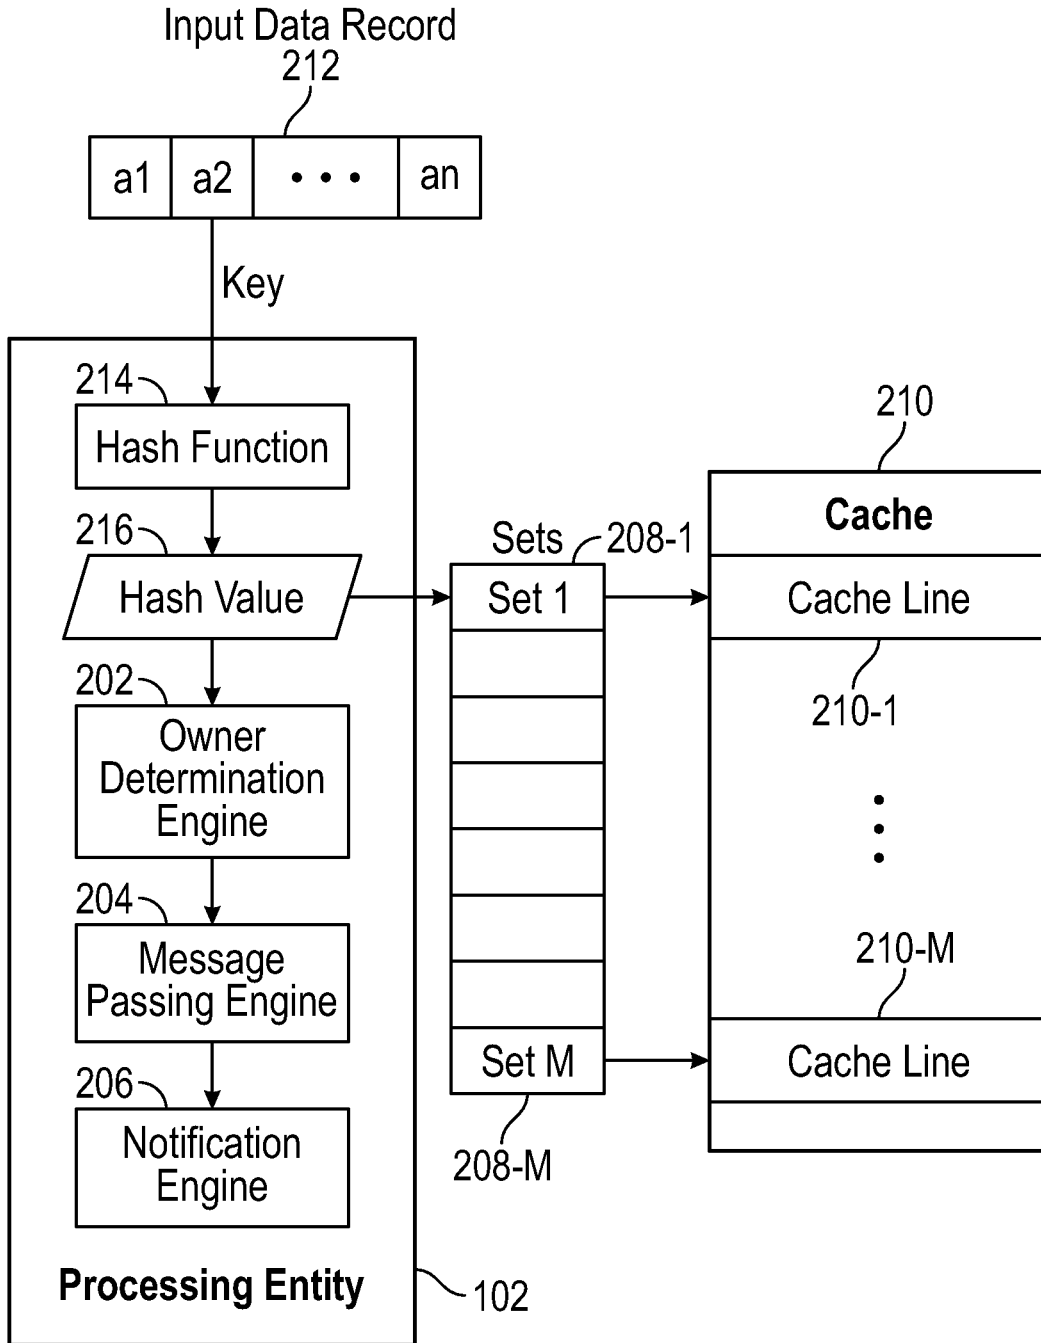 Input Data Record
212
a1 a2 • • • an
Key
214
Hash Function
216
Hash Value
202
Owner
Determination
Engine
204
Message
Passing Engine
206
Notification
Engine
Processing Entity
102
Sets 208-1
Set 1
Set M
208-M
210
Cache
Cache Line
210-1
210-M
Cache Line